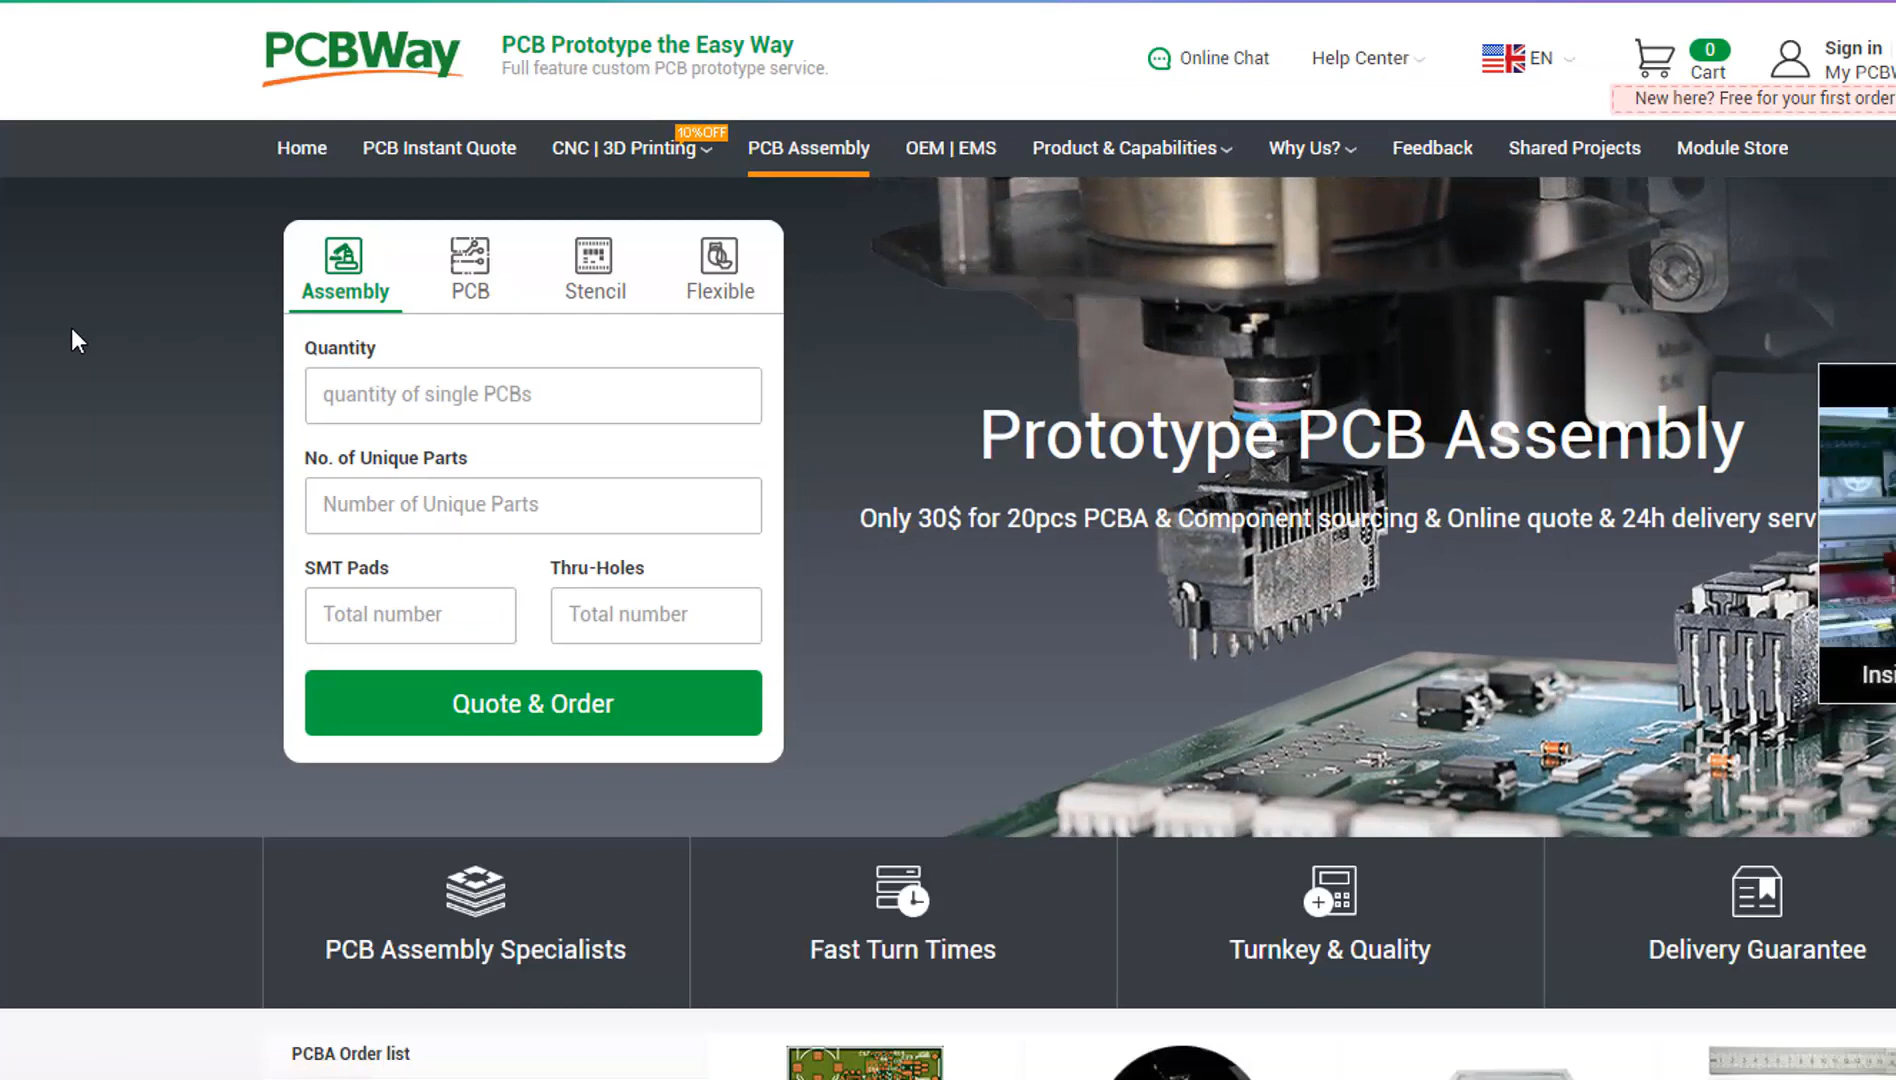 PCBWay
PCB Prototype the Easy Way
Full feature custom PCB prototype service.
Online Chat
Help Center
EN
0
Cart
Sign in
My PCBW
New here? Free for your first order
Home
PCB Instant Quote
CNC | 3D Printing
10%OFF
PCB Assembly
OEM | EMS
Product & Capabilities
Why Us?
Feedback
Shared Projects
Module Store
Assembly
PCB
Stencil
Flexible
Quantity
quantity of single PCBs
No. of Unique Parts
Number of Unique Parts
SMT Pads
Thru-Holes
Total number
Total number
Quote & Order
Prototype PCB Assembly
Only 30$ for 20pcs PCBA & Component sourcing & Online quote & 24h delivery serv
Insi
PCB Assembly Specialists
Fast Turn Times
Turnkey & Quality
Delivery Guarantee
PCBA Order list